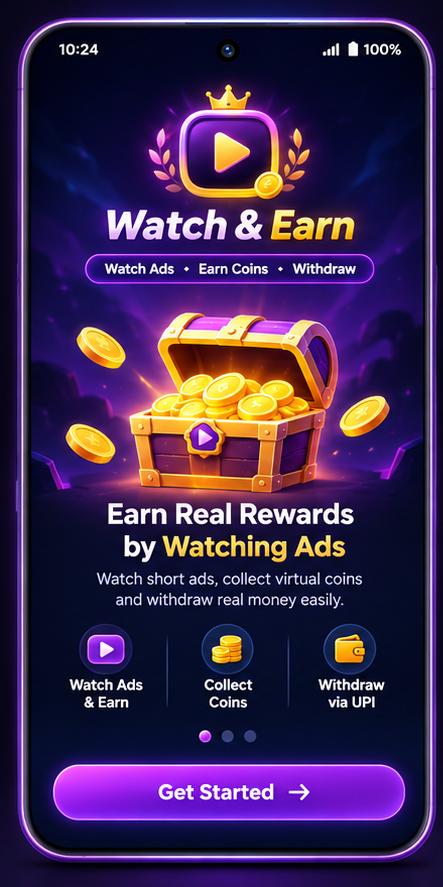 10:24
100%
Watch & Earn
Watch Ads • Earn Coins • Withdraw
Earn Real Rewards
by Watching Ads
Watch short ads, collect virtual coins
and withdraw real money easily.
Watch Ads
& Earn
Collect
Coins
Withdraw
via UPI
Get Started →